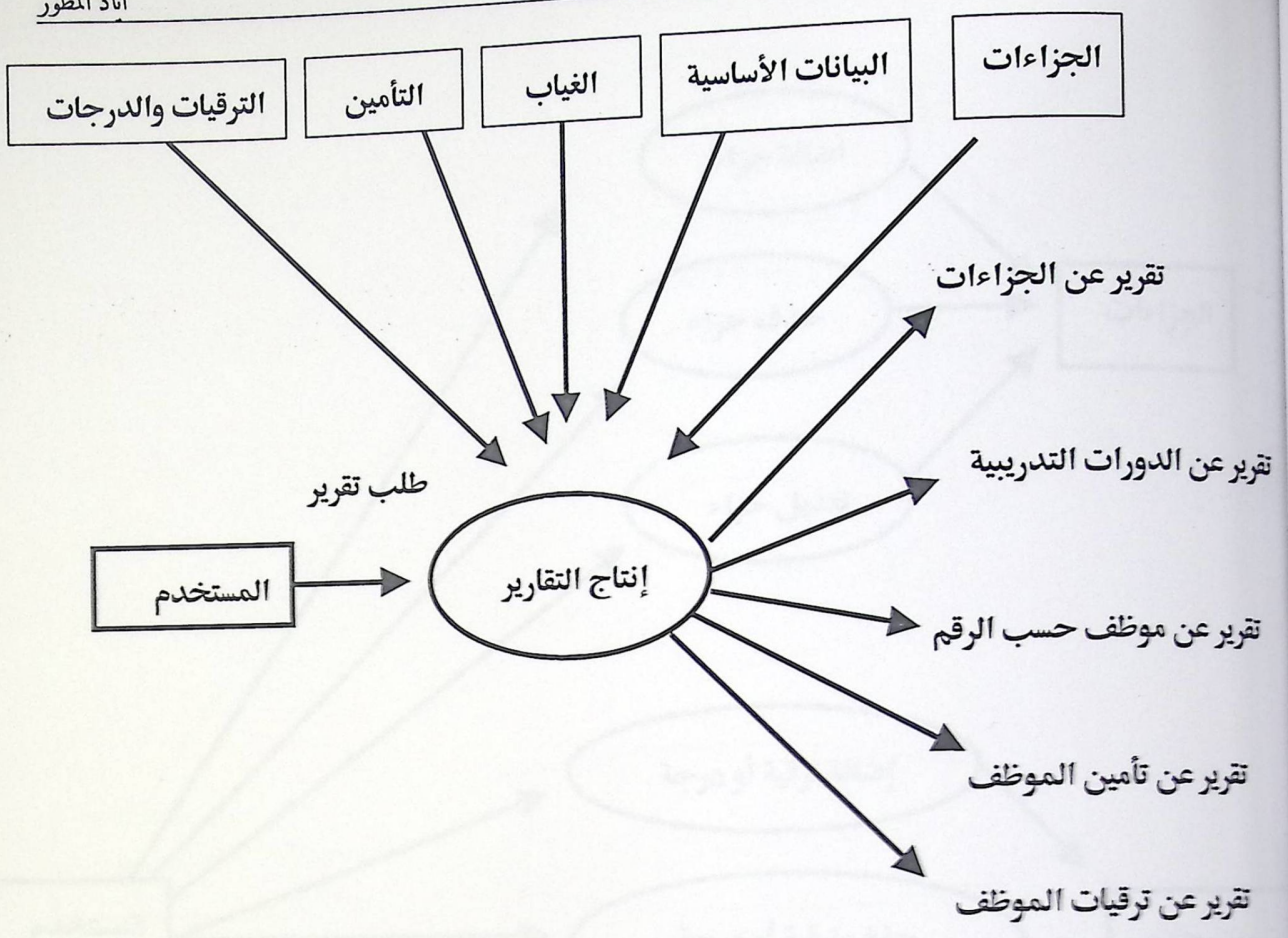 الجزاءات
البيانات الأساسية
الغياب
التأمين
الترقيات والدرجات
تقرير عن الجزاءات
تقرير عن الدورات التدريبية
طلب تقرير
إنتاج التقارير
المستخدم
تقرير عن موظف حسب الرقم
تقرير عن تأمين الموظف
تقرير عن ترقيات الموظف